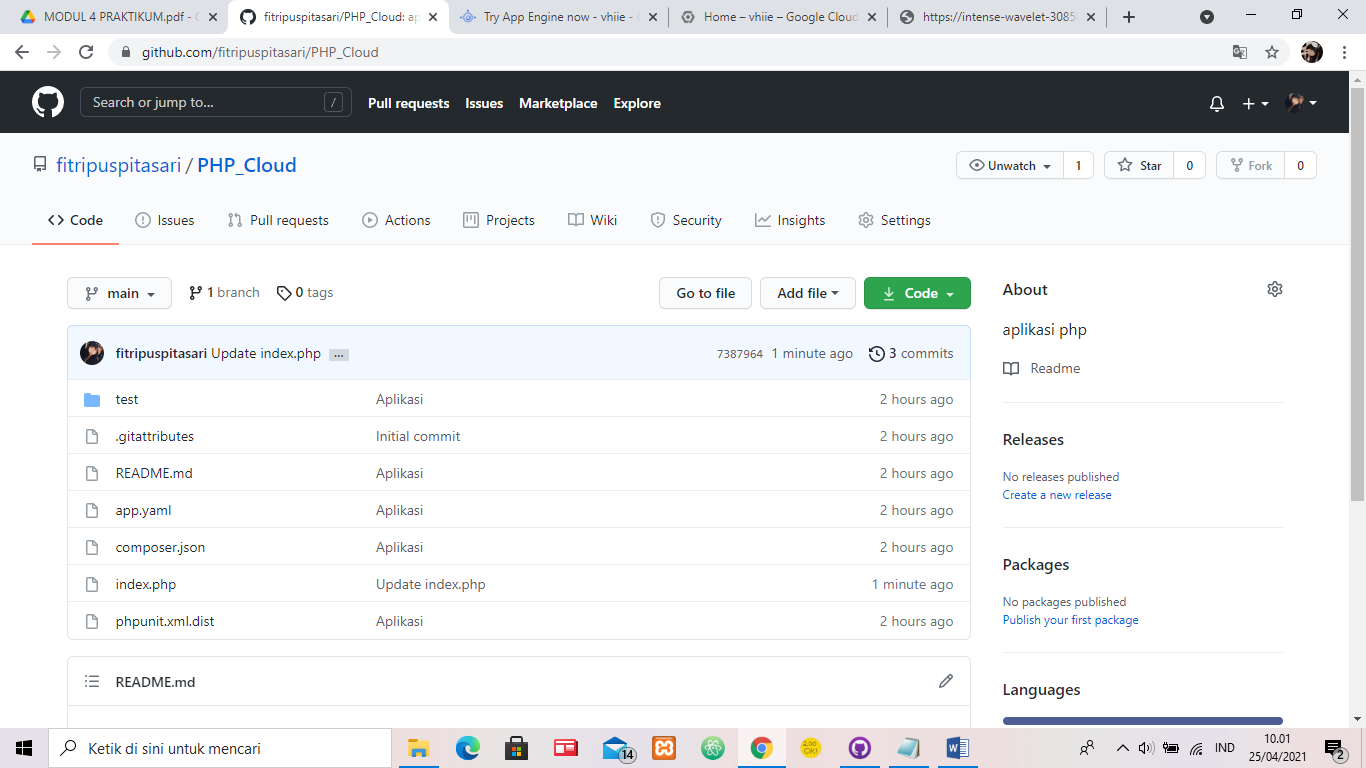 MODUL 4 PRAKTIKUM.pdf - G
fitripuspitasari/PHP_Cloud: ap
Try App Engine now - vhiie - G
Home – vhiie – Google Cloud
https://intense-wavelet-3085
github.com/fitripuspitasari/PHP_Cloud
Search or jump to... /
Pull requests Issues Marketplace Explore
fitripuspitasari / PHP_Cloud
Unwatch 1 Star 0 Fork 0
Code Issues Pull requests Actions Projects Wiki Security Insights Settings
main 1 branch 0 tags Go to file Add file Code
fitripuspitasari Update index.php ... 7387964 1 minute ago 3 commits
test Aplikasi 2 hours ago
.gitattributes Initial commit 2 hours ago
README.md Aplikasi 2 hours ago
app.yaml Aplikasi 2 hours ago
composer.json Aplikasi 2 hours ago
index.php Update index.php 1 minute ago
phpunit.xml.dist Aplikasi 2 hours ago
README.md
About
aplikasi php
Readme
Releases
No releases published
Create a new release
Packages
No packages published
Publish your first package
Languages
Ketik di sini untuk mencari
14
IND
10.01
25/04/2021
2